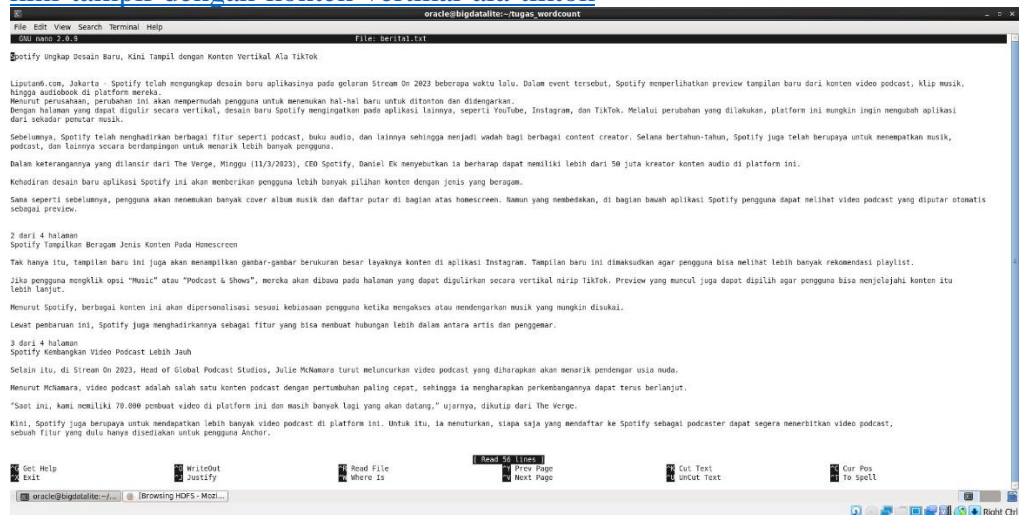 kini-tampil-dengan-konten-vertikal-ala-tiktok
oracle@bigdatalite:~/tugas_wordcount
File Edit View Search Terminal Help
GNU nano 2.0.9 File: berita1.txt
Spotify Ungkap Desain Baru, Kini Tampil dengan Konten Vertikal Ala TikTok
Liputan6.com, Jakarta - Spotify telah mengungkap desain baru aplikasinya pada gelaran Stream On 2023 beberapa waktu lalu. Dalam event tersebut, Spotify memperlihatkan preview tampilan baru dari konten video podcast, klip musik,
hingga audiobook di platform mereka.
Menurut perusahaan, perubahan ini akan mempermudah pengguna untuk menemukan hal-hal baru untuk ditonton dan didengarkan.
Dengan halaman yang dapat digulir secara vertikal, desain baru Spotify mengingatkan pada aplikasi lainnya, seperti YouTube, Instagram, dan TikTok. Melalui perubahan yang dilakukan, platform ini mungkin ingin mengubah aplikasi
dari sekadar pemutar musik.
Sebelumnya, Spotify telah menghadirkan berbagai fitur seperti podcast, buku audio, dan lainnya sehingga menjadi wadah bagi berbagai content creator. Selama bertahun-tahun, Spotify juga telah berupaya untuk menempatkan musik,
podcast, dan lainnya secara berdampingan untuk menarik lebih banyak pengguna.
Dalam keterangannya yang dilansir dari The Verge, Minggu (11/3/2023), CEO Spotify, Daniel Ek menyebutkan ia berharap dapat memiliki lebih dari 50 juta kreator konten audio di platform ini.
Kehadiran desain baru aplikasi Spotify ini akan memberikan pengguna lebih banyak pilihan konten dengan jenis yang beragam.
Sama seperti sebelumnya, pengguna akan menemukan banyak cover album musik dan daftar putar di bagian atas homescreen. Namun yang membedakan, di bagian bawah aplikasi Spotify pengguna dapat melihat video podcast yang diputar otomatis
sebagai preview.
2 dari 4 halaman
Spotify Tampilkan Beragam Jenis Konten Pada Homescreen
Tak hanya itu, tampilan baru ini juga akan menampilkan gambar-gambar berukuran besar layaknya konten di aplikasi Instagram. Tampilan baru ini dimaksudkan agar pengguna bisa melihat lebih banyak rekomendasi playlist.
Jika pengguna mengklik opsi “Music” atau “Podcast & Shows”, mereka akan dibawa pada halaman yang dapat digulirkan secara vertikal mirip TikTok. Preview yang muncul juga dapat dipilih agar pengguna bisa menjelajahi konten itu
lebih lanjut.
Menurut Spotify, berbagai konten ini akan dipersonalisasi sesuai kebiasaan pengguna ketika mengakses atau mendengarkan musik yang mungkin disukai.
Lewat pembaruan ini, Spotify juga menghadirkannya sebagai fitur yang bisa membuat hubungan lebih dalam antara artis dan penggemar.
3 dari 4 halaman
Spotify Kembangkan Video Podcast Lebih Jauh
Selain itu, di Stream On 2023, Head of Global Podcast Studios, Julie McNamara turut meluncurkan video podcast yang diharapkan akan menarik pendengar usia muda.
Menurut McNamara, video podcast adalah salah satu konten podcast dengan pertumbuhan paling cepat, sehingga ia mengharapkan perkembangannya dapat terus berlanjut.
“Saat ini, kami memiliki 70.000 pembuat video di platform ini dan masih banyak lagi yang akan datang,” ujarnya, dikutip dari The Verge.
Kini, Spotify juga berupaya untuk mendapatkan lebih banyak video podcast di platform ini. Untuk itu, ia menuturkan, siapa saja yang mendaftar ke Spotify sebagai podcaster dapat segera menerbitkan video podcast,
sebuah fitur yang dulu hanya disediakan untuk pengguna Anchor.
[ Read 56 lines ]
^G Get Help ^O WriteOut ^R Read File ^Y Prev Page ^K Cut Text ^C Cur Pos
^X Exit ^J Justify ^W Where Is ^V Next Page ^U UnCut Text ^T To Spell
oracle@bigdatalite:~/... [Browsing HDFS - Mozi...
Right Ctrl